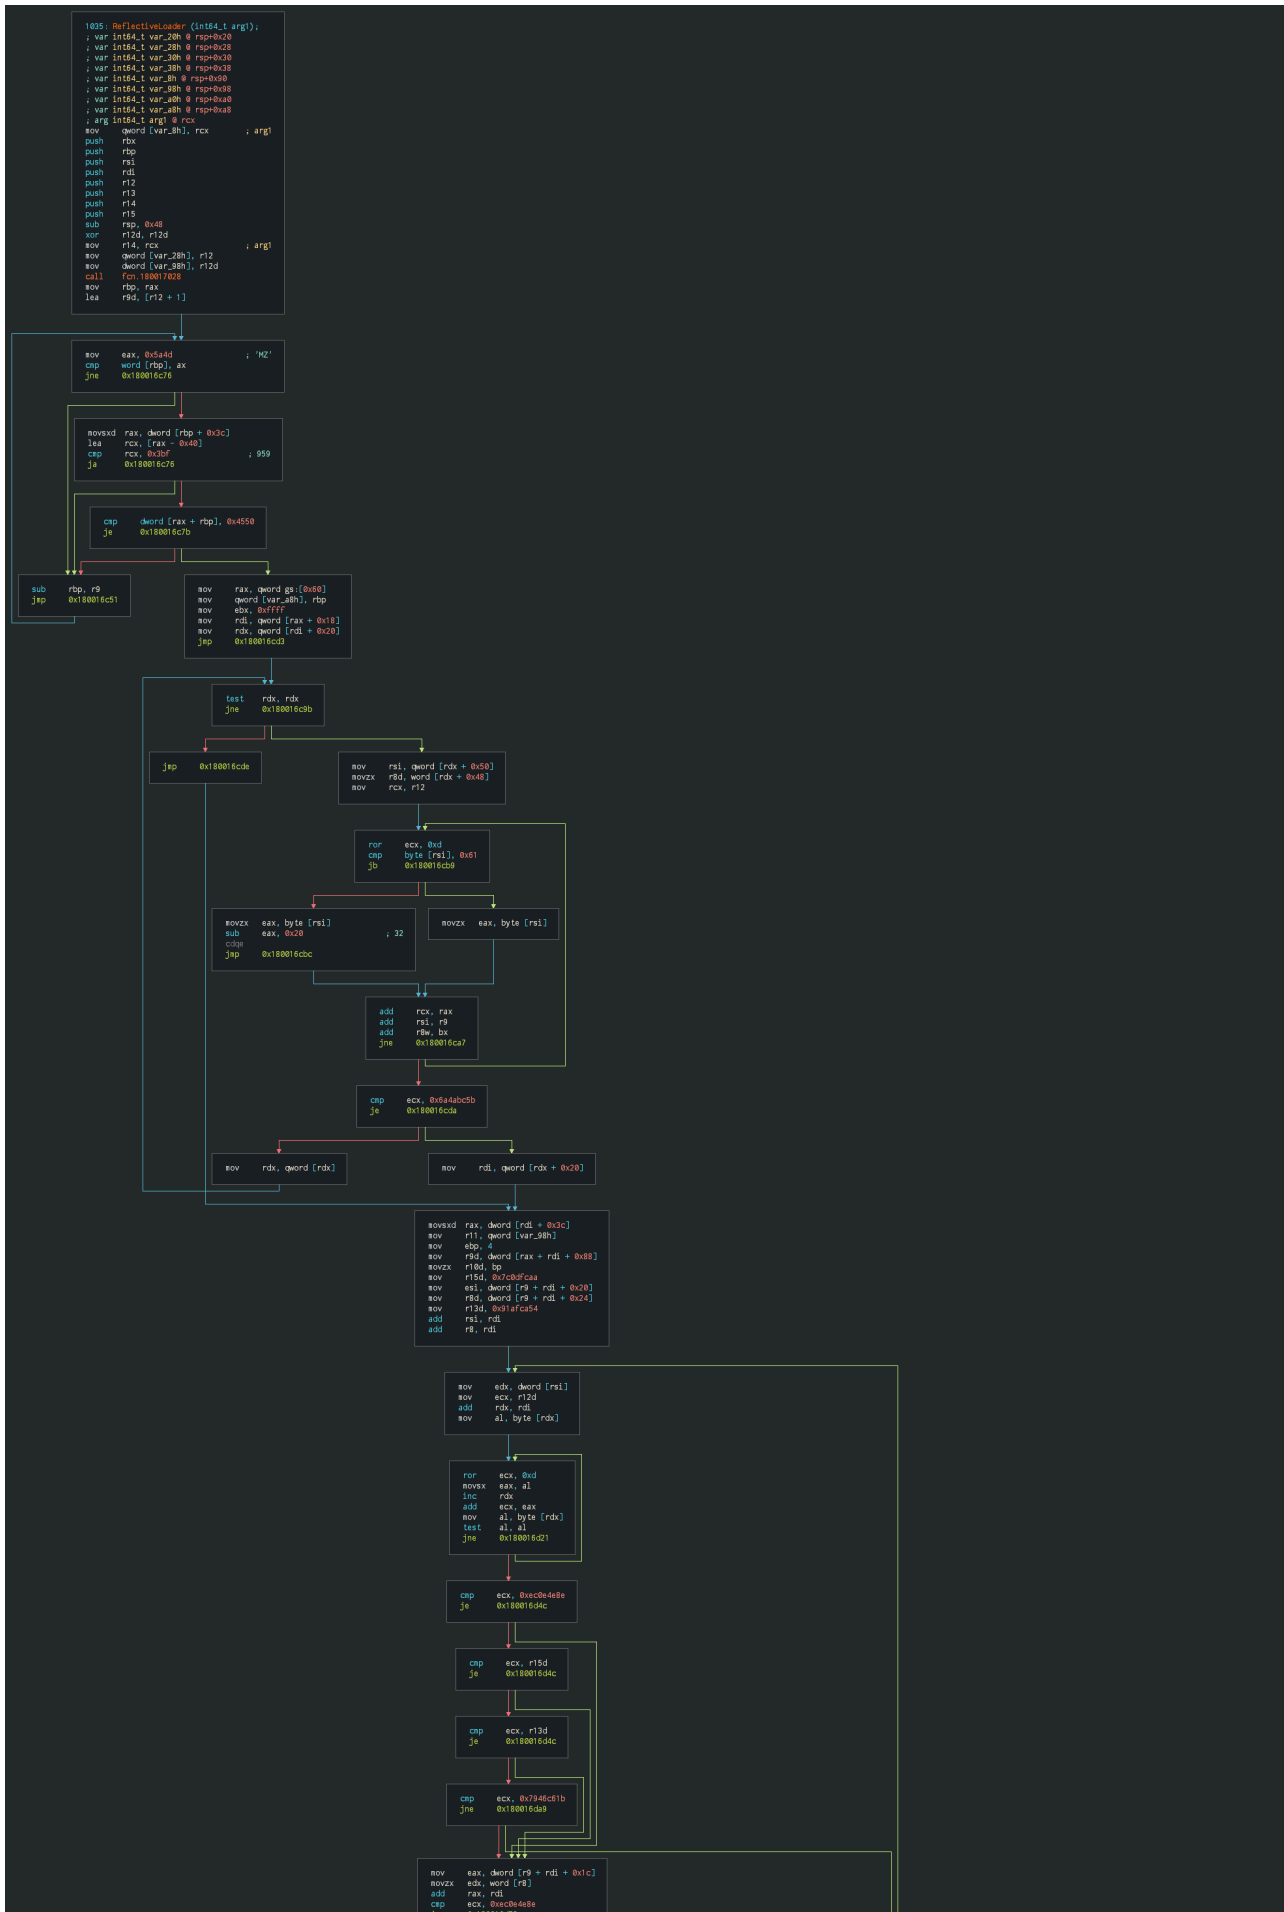 1035: ReflectiveLoader (int64_t arg1);
; var int64_t var_20h @ rsp+0x20
; var int64_t var_28h @ rsp+0x28
; var int64_t var_30h @ rsp+0x30
; var int64_t var_38h @ rsp+0x38
; var int64_t var_8h @ rsp+0x90
; var int64_t var_98h @ rsp+0x98
; var int64_t var_a0h @ rsp+0xa0
; var int64_t var_a8h @ rsp+0xa8
; arg int64_t arg1 @ rcx
mov qword [var_8h], rcx ; arg1
push rbx
push rbp
push rsi
push rdi
push r12
push r13
push r14
push r15
sub rsp, 0x48
xor r12d, r12d
mov r14, rcx ; arg1
mov qword [var_28h], r12
mov dword [var_98h], r12d
call fcn.180017028
mov rbp, rax
lea r9d, [r12 + 1]
mov eax, 0x5a4d ; 'MZ'
cmp word [rbp], ax
jne 0x180016c76
movsxd rax, dword [rbp + 0x3c]
lea rcx, [rax - 0x40]
cmp rcx, 0x3bf ; 959
ja 0x180016c76
cmp dword [rax + rbp], 0x4550
je 0x180016c7b
sub rbp, r9
jmp 0x180016c51
mov rax, qword gs:[0x60]
mov qword [var_a8h], rbp
mov ebx, 0xffff
mov rdi, qword [rax + 0x18]
mov rdx, qword [rdi + 0x20]
jmp 0x180016cd3
test rdx, rdx
jne 0x180016c9b
jmp 0x180016cde
mov rsi, qword [rdx + 0x50]
movzx r8d, word [rdx + 0x48]
mov rcx, r12
ror ecx, 0xd
cmp byte [rsi], 0x61
jb 0x180016cb9
movzx eax, byte [rsi]
sub eax, 0x20 ; 32
cdqe
jmp 0x180016cbc
movzx eax, byte [rsi]
add rcx, rax
add rsi, r9
add r8w, bx
jne 0x180016ca7
cmp ecx, 0x6a4abc5b
je 0x180016cda
mov rdx, qword [rdx]
mov rdi, qword [rdx + 0x20]
movsxd rax, dword [rdi + 0x3c]
mov r11, qword [var_98h]
mov ebp, 4
mov r9d, dword [rax + rdi + 0x88]
movzx r10d, bp
mov r15d, 0x7c0dfcaa
mov esi, dword [r9 + rdi + 0x20]
mov r8d, dword [r9 + rdi + 0x24]
mov r13d, 0x91afca54
add rsi, rdi
add r8, rdi
mov edx, dword [rsi]
mov ecx, r12d
add rdx, rdi
mov al, byte [rdx]
ror ecx, 0xd
movsx eax, al
inc rdx
add ecx, eax
mov al, byte [rdx]
test al, al
jne 0x180016d21
cmp ecx, 0xec0e4e8e
je 0x180016d4c
cmp ecx, r15d
je 0x180016d4c
cmp ecx, r13d
je 0x180016d4c
cmp ecx, 0x7946c61b
jne 0x180016da9
mov eax, dword [r9 + rdi + 0x1c]
movzx edx, word [r8]
add rax, rdi
cmp ecx, 0xec0e4e8e